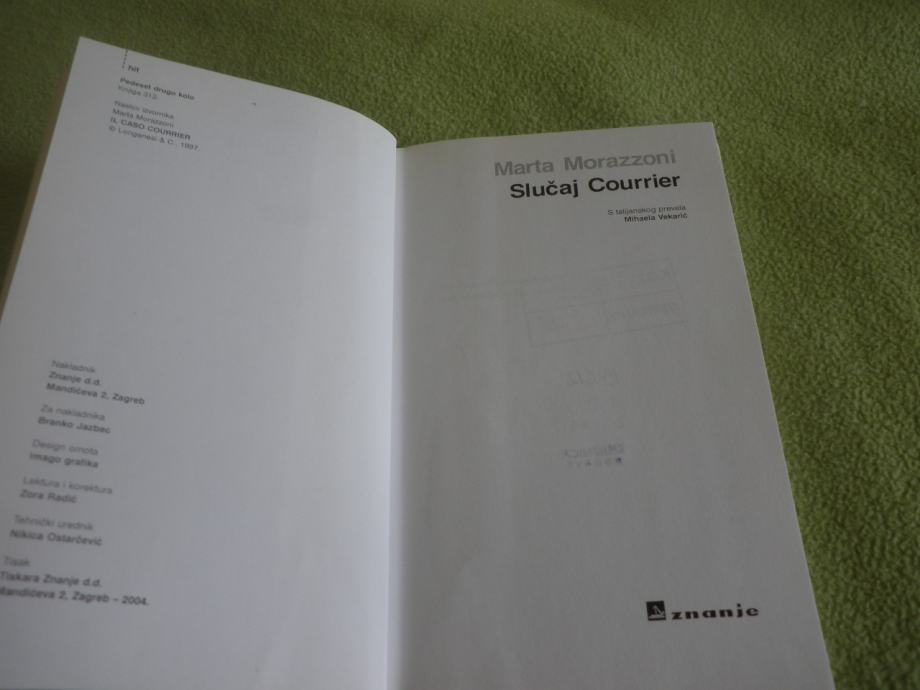 hit
Pedeset drugo kolo
Knjiga 312.
Naslov izvornika
Marta Morazzoni
IL CASO COURRIER
© Longanesi & C., 1997.
Nakladnik
Znanje d.d.
Mandićeva 2, Zagreb
Za nakladnika
Branko Jazbec
Design omota
Imago grafika
Lektura i korektura
Zora Radić
Tehnički urednik
Nikica Ostarčević
Tisak
Tiskara Znanje d.d.
Mandićeva 2, Zagreb – 2004.
Marta Morazzoni
Slučaj Courrier
S talijanskog prevela
Mihaela Vekarić
znanje